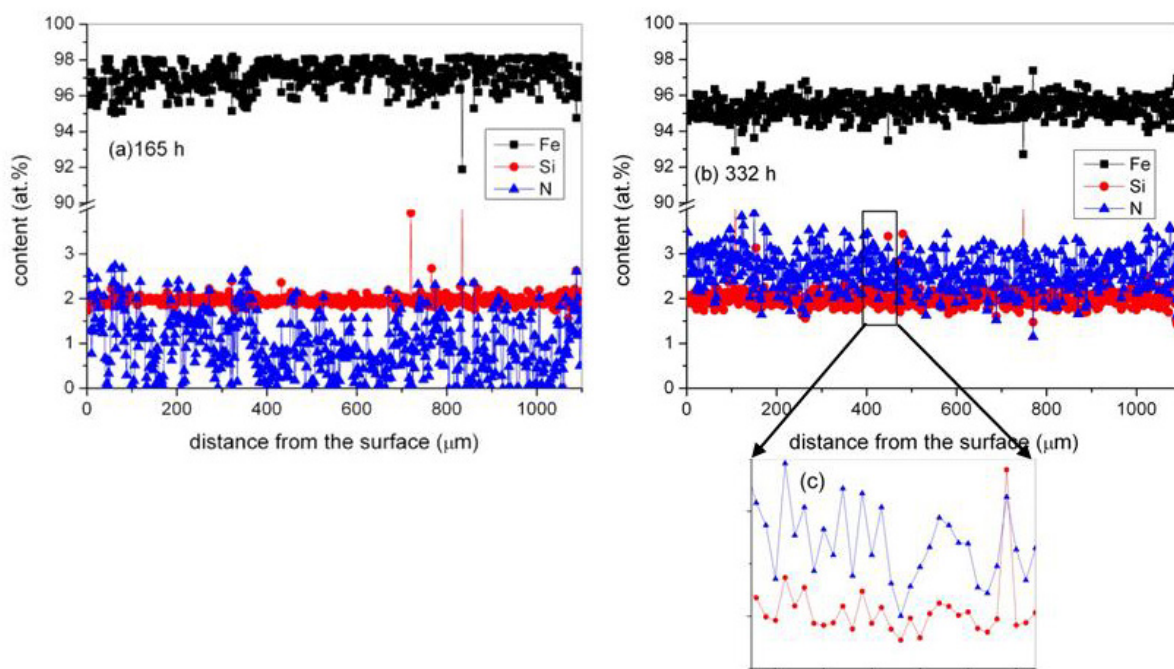 100
98
96
94
92
90
3
2
1
0
content (at.%)
(a)165 h
Fe
Si
N
0 200 400 600 800 1000
distance from the surface (μm)
100
98
96
94
92
90
3
2
1
0
content (at.%)
(b) 332 h
Fe
Si
N
0 200 400 600 800 1000
distance from the surface (μm)
(c)